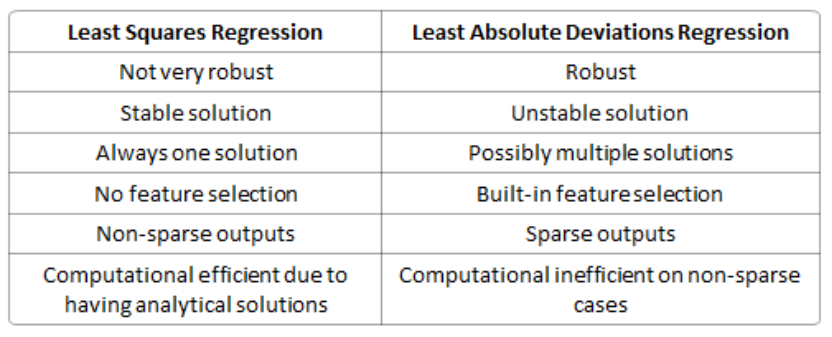 Least Squares Regression Least Absolute Deviations Regression
Not very robust Robust
Stable solution Unstable solution
Always one solution Possibly multiple solutions
No feature selection Built-in feature selection
Non-sparse outputs Sparse outputs
Computational efficient due to Computational inefficient on non-sparse
having analytical solutions cases